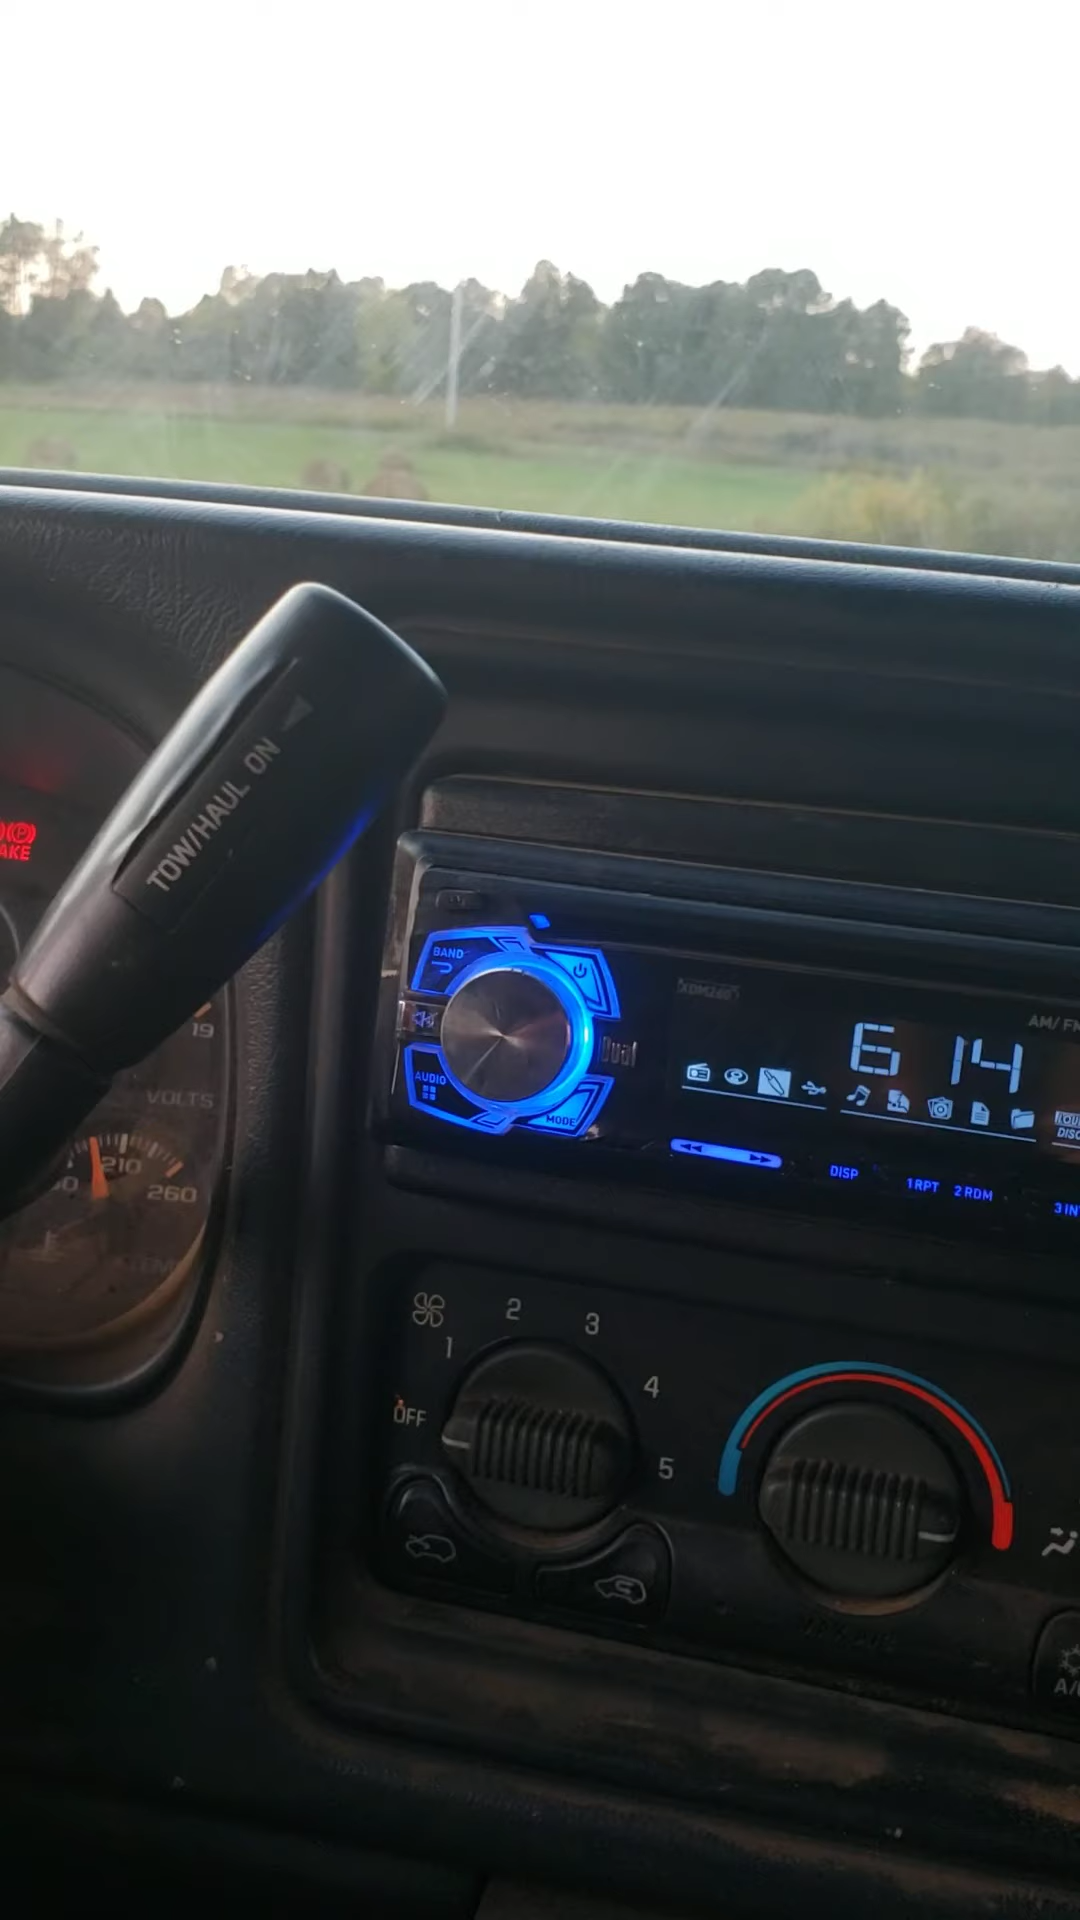 TOW/HAUL ON
AKE
19
VOLTS
210
260
BAND
AUDIO
MODE
Dual
6 14
AM/FM
DISP
1 RPT
2 RDM
3 IN
1
2
3
4
5
OFF
A/